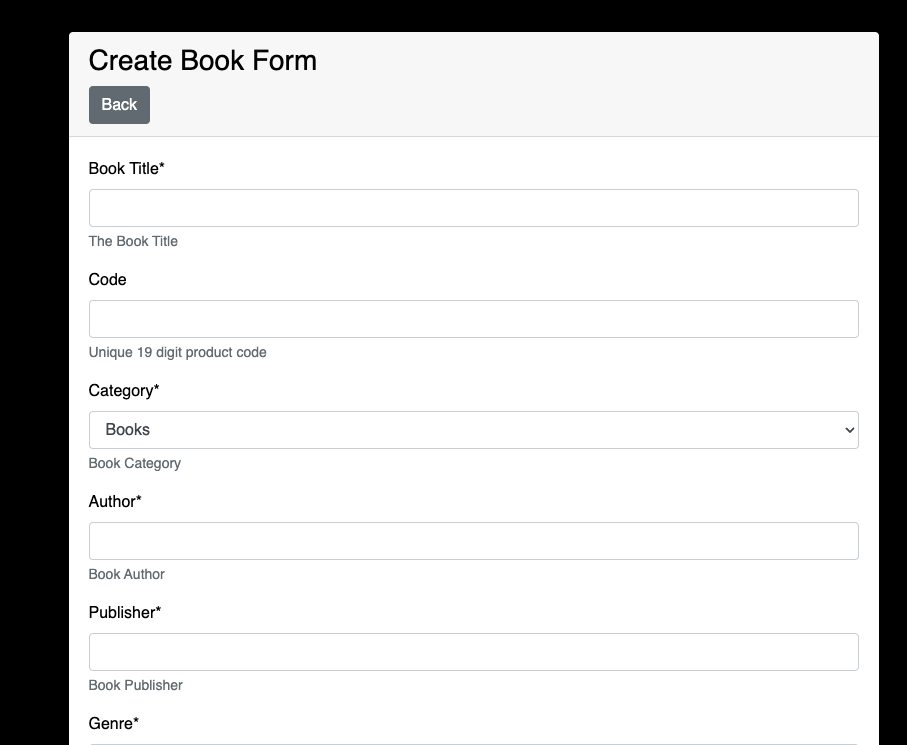 Create Book Form
Back
Book Title*
The Book Title
Code
Unique 19 digit product code
Category*
Books
Book Category
Author*
Book Author
Publisher*
Book Publisher
Genre*